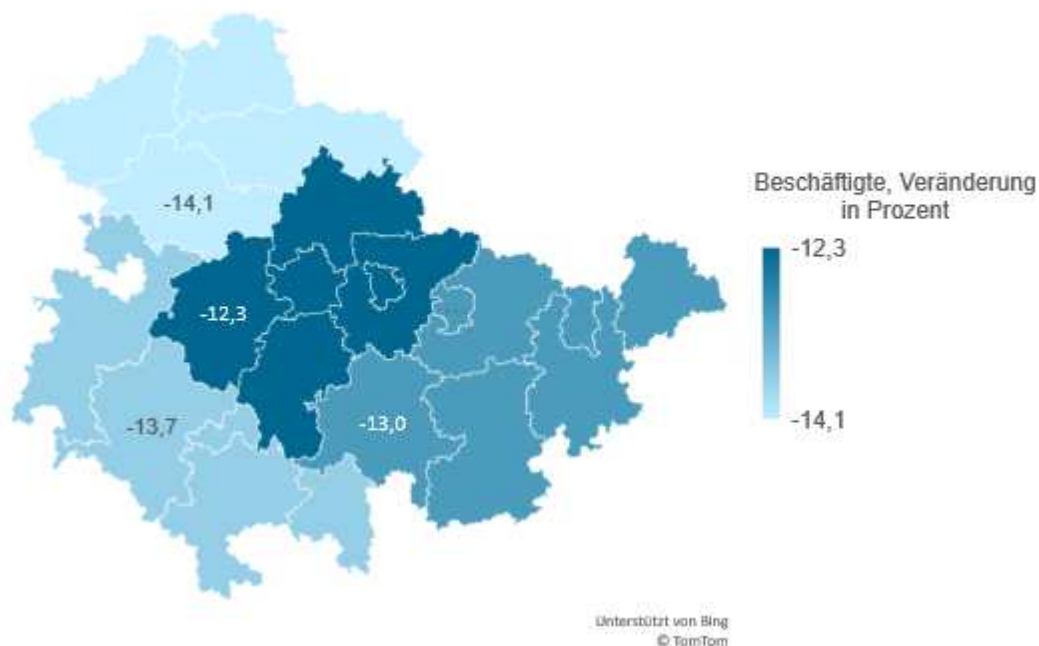 -14,1
-12,3
-13,7
-13,0
Beschäftigte, Veränderung
in Prozent
-12,3
-14,1
Unterstützt von Bing
© TomTom